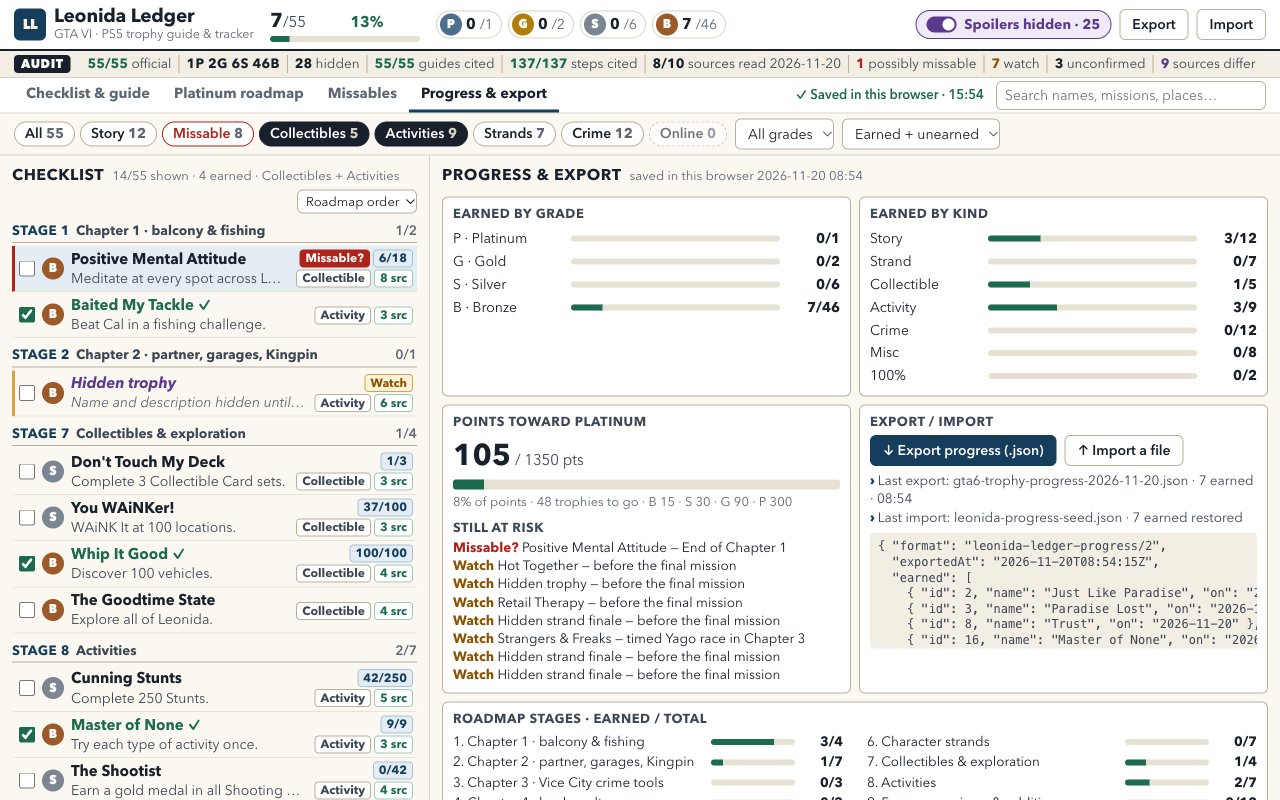 LL Leonida Ledger
GTA VI · PS5 trophy guide & tracker
7/55 13%
P 0 /1 G 0 /2 S 0 /6 B 7 /46
Spoilers hidden · 25 Export Import
AUDIT 55/55 official 1P 2G 6S 46B 28 hidden 55/55 guides cited 137/137 steps cited 8/10 sources read 2026-11-20 1 possibly missable 7 watch 3 unconfirmed 9 sources differ
Checklist & guide Platinum roadmap Missables Progress & export ✓ Saved in this browser · 15:54 Search names, missions, places…
All 55 Story 12 Missable 8 Collectibles 5 Activities 9 Strands 7 Crime 12 Online 0 All grades Earned + unearned
CHECKLIST 14/55 shown · 4 earned · Collectibles + Activities
Roadmap order
STAGE 1 Chapter 1 · balcony & fishing 1/2
B Positive Mental Attitude Missable? 6/18
Meditate at every spot across L… Collectible 8 src
B Baited My Tackle ✓
Beat Cal in a fishing challenge. Activity 3 src
STAGE 2 Chapter 2 · partner, garages, Kingpin 0/1
B Hidden trophy Watch
Name and description hidden until… Activity 6 src
STAGE 7 Collectibles & exploration 1/4
S Don't Touch My Deck 1/3
Complete 3 Collectible Card sets. Collectible 3 src
S You WAiNKer! 37/100
WAiNK It at 100 locations. Collectible 3 src
B Whip It Good ✓ 100/100
Discover 100 vehicles. Collectible 4 src
B The Goodtime State
Explore all of Leonida. Collectible 4 src
STAGE 8 Activities 2/7
S Cunning Stunts 42/250
Complete 250 Stunts. Activity 5 src
B Master of None ✓ 9/9
Try each type of activity once. Activity 3 src
S The Shootist 0/42
Earn a gold medal in all Shooting … Activity 4 src
PROGRESS & EXPORT saved in this browser 2026-11-20 08:54
EARNED BY GRADE
P · Platinum 0/1
G · Gold 0/2
S · Silver 0/6
B · Bronze 7/46
EARNED BY KIND
Story 3/12
Strand 0/7
Collectible 1/5
Activity 3/9
Crime 0/12
Misc 0/8
100% 0/2
POINTS TOWARD PLATINUM
105 / 1350 pts
8% of points · 48 trophies to go · B 15 · S 30 · G 90 · P 300
STILL AT RISK
Missable? Positive Mental Attitude — End of Chapter 1
Watch Hot Together — before the final mission
Watch Hidden trophy — before the final mission
Watch Retail Therapy — before the final mission
Watch Hidden strand finale — before the final mission
Watch Strangers & Freaks — timed Yago race in Chapter 3
Watch Hidden strand finale — before the final mission
Watch Hidden strand finale — before the final mission
EXPORT / IMPORT
↓ Export progress (.json) ↑ Import a file
› Last export: gta6-trophy-progress-2026-11-20.json · 7 earned
· 08:54
› Last import: leonida-progress-seed.json · 7 earned restored
{ "format": "leonida-ledger-progress/2",
"exportedAt": "2026-11-20T08:54:15Z",
"earned": [
{ "id": 2, "name": "Just Like Paradise", "on": "2
{ "id": 3, "name": "Paradise Lost", "on": "2026-1
{ "id": 8, "name": "Trust", "on": "2026-11-20" },
{ "id": 16, "name": "Master of None", "on": "2026
ROADMAP STAGES · EARNED / TOTAL
1. Chapter 1 · balcony & fishing 3/4
2. Chapter 2 · partner, garages, Kingpin 1/7
3. Chapter 3 · Vice City crime tools 0/3
6. Character strands 0/7
7. Collectibles & exploration 1/4
8. Activities 2/7